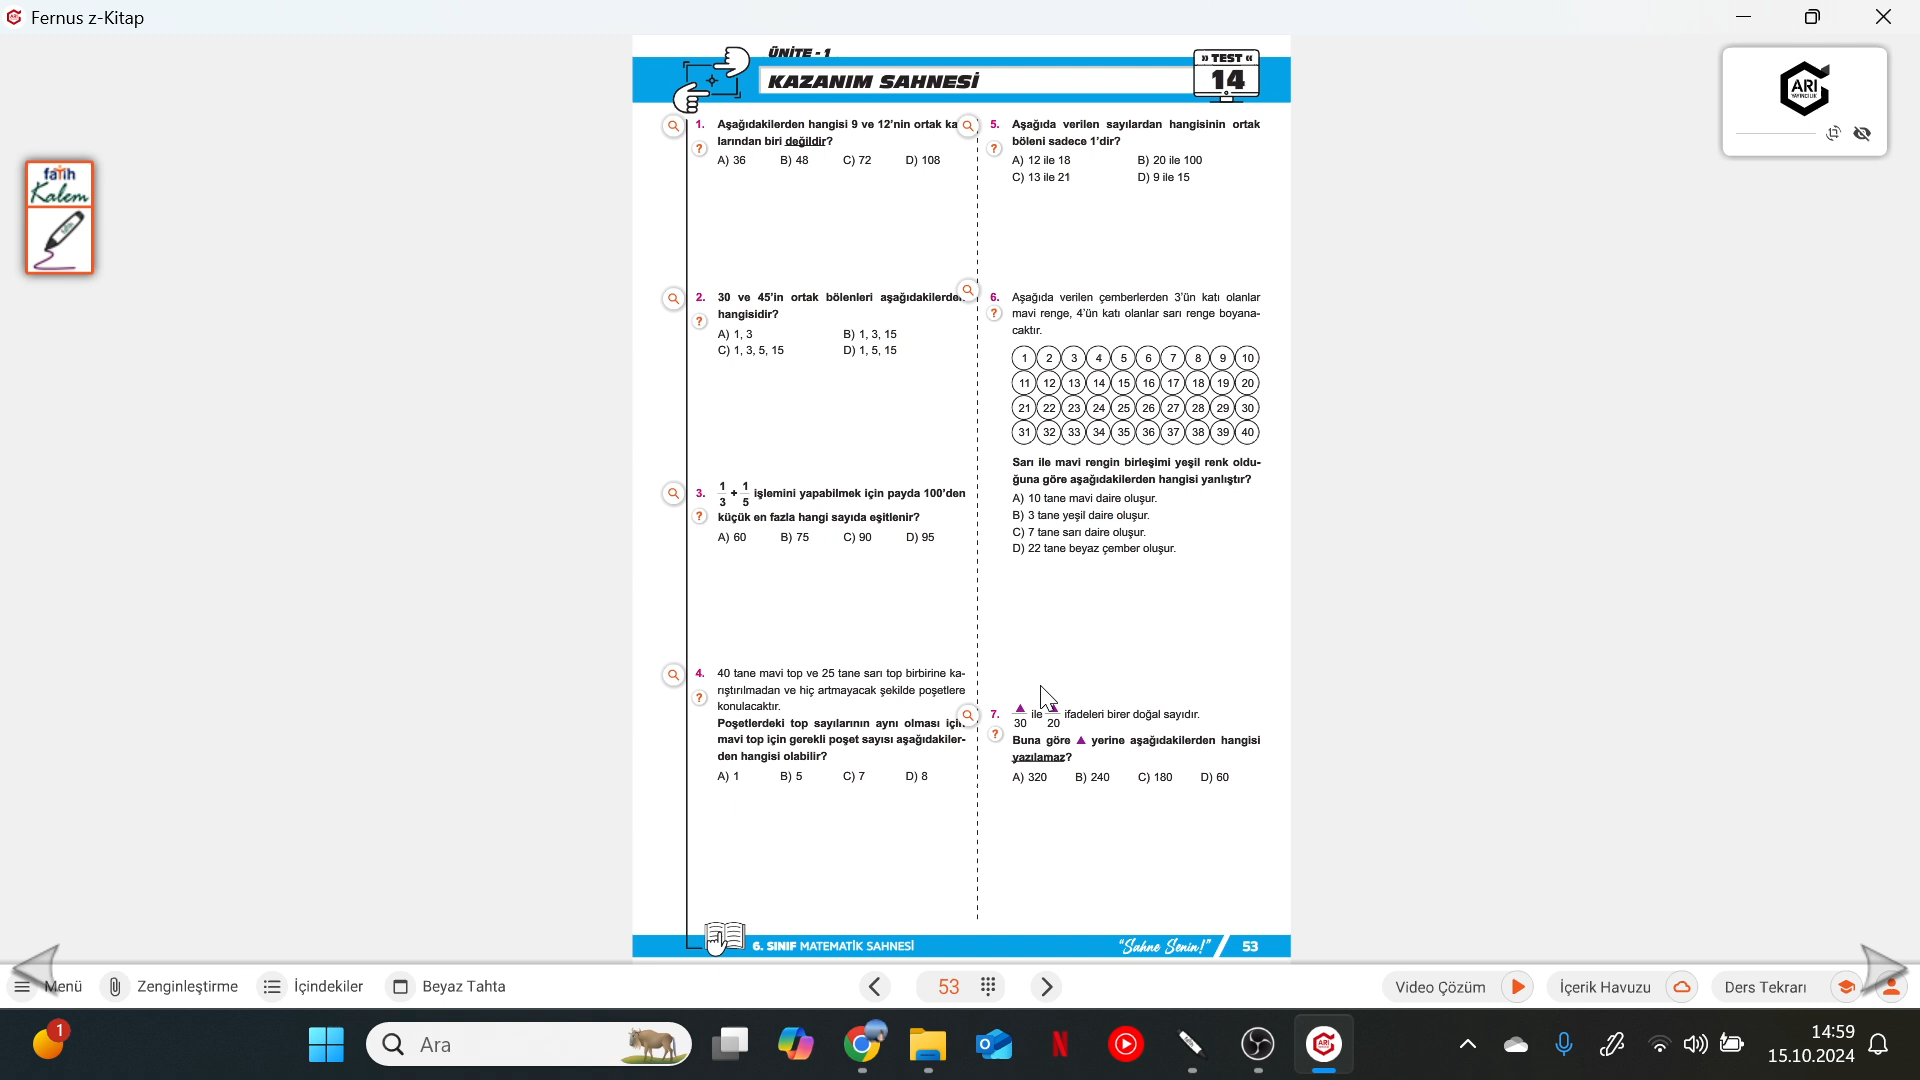 Fernus z-Kitap
fatih
Kalem
ARI
YAYINCILIK
ÜNİTE - 1
KAZANIM SAHNESİ
» TEST «
14
1. Aşağıdakilerden hangisi 9 ve 12'nin ortak ka
larından biri değildir?
A) 36 B) 48 C) 72 D) 108
2. 30 ve 45'in ortak bölenleri aşağıdakilerden
hangisidir?
A) 1, 3 B) 1, 3, 15
C) 1, 3, 5, 15 D) 1, 5, 15
3. 1/3 + 1/5 işlemini yapabilmek için payda 100'den
küçük en fazla hangi sayıda eşitlenir?
A) 60 B) 75 C) 90 D) 95
4. 40 tane mavi top ve 25 tane sarı top birbirine ka-
rıştırılmadan ve hiç artmayacak şekilde poşetlere
konulacaktır.
Poşetlerdeki top sayılarının aynı olması için
mavi top için gerekli poşet sayısı aşağıdakiler-
den hangisi olabilir?
A) 1 B) 5 C) 7 D) 8
5. Aşağıda verilen sayılardan hangisinin ortak
böleni sadece 1'dir?
A) 12 ile 18 B) 20 ile 100
C) 13 ile 21 D) 9 ile 15
6. Aşağıda verilen çemberlerden 3'ün katı olanlar
mavi renge, 4'ün katı olanlar sarı renge boyana-
caktır.
1 2 3 4 5 6 7 8 9 10
11 12 13 14 15 16 17 18 19 20
21 22 23 24 25 26 27 28 29 30
31 32 33 34 35 36 37 38 39 40
Sarı ile mavi rengin birleşimi yeşil renk oldu-
ğuna göre aşağıdakilerden hangisi yanlıştır?
A) 10 tane mavi daire oluşur.
B) 3 tane yeşil daire oluşur.
C) 7 tane sarı daire oluşur.
D) 22 tane beyaz çember oluşur.
7. ▲/30 ile ▲/20 ifadeleri birer doğal sayıdır.
Buna göre ▲ yerine aşağıdakilerden hangisi
yazılamaz?
A) 320 B) 240 C) 180 D) 60
6. SINIF MATEMATİK SAHNESİ
"Sahne Senin!" 53
Menü Zenginleştirme İçindekiler Beyaz Tahta 53 Video Çözüm İçerik Havuzu Ders Tekrarı
1 Ara 14:59
15.10.2024